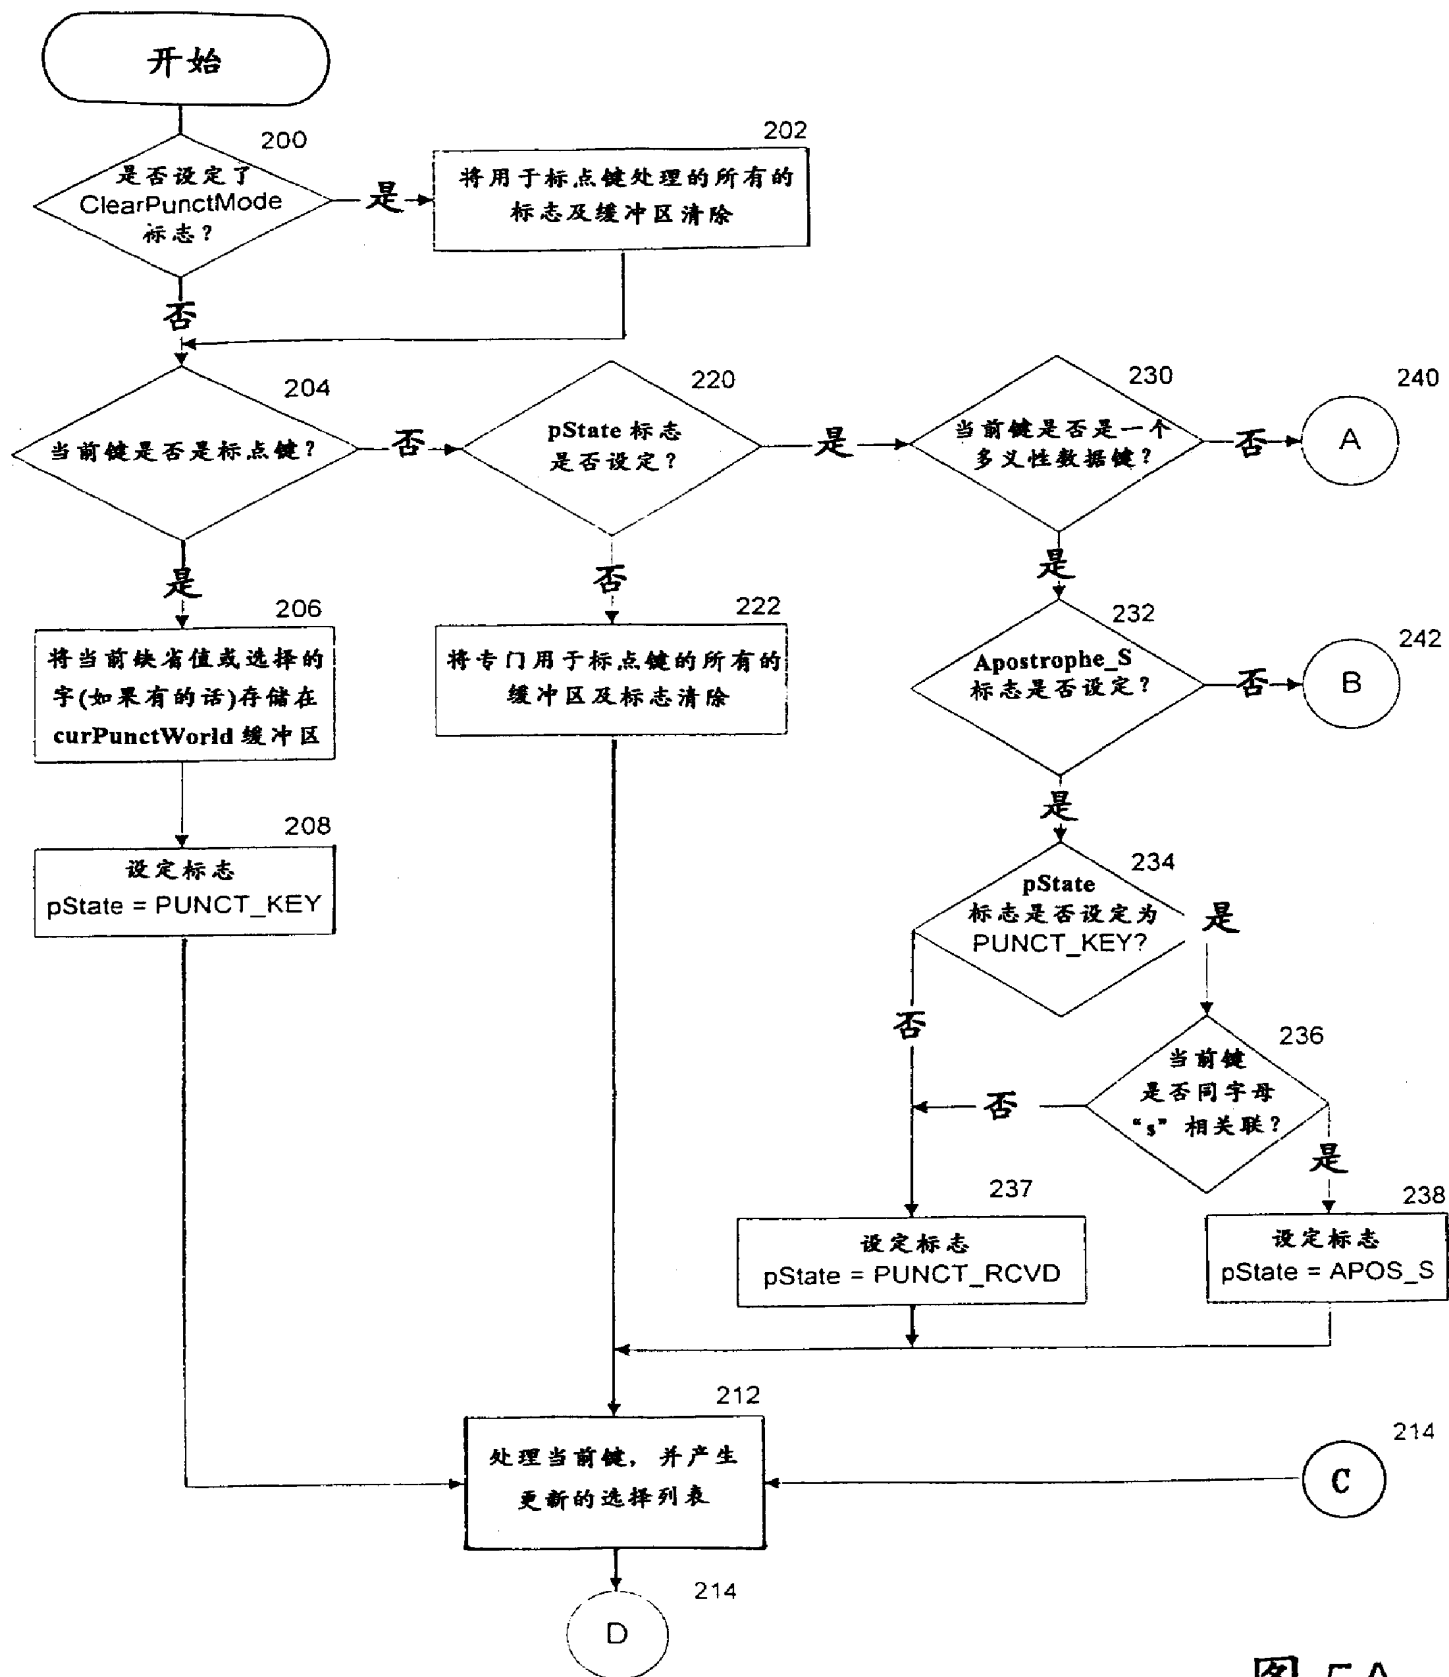 开始
200
是否设定了
ClearPunctMode
标志？
是
202
将用于标点键处理的所有的
标志及缓冲区清除
否
204
当前键是否是标点键？
否
220
pState 标志
是否设定？
是
230
当前键是否是一个
多义性数据键？
否
240
A
是
206
将当前缺省值或选择的
字(如果有的话)存储在
curPunctWorld 缓冲区
否
222
将专门用于标点键的所有的
缓冲区及标志清除
是
232
Apostrophe_S
标志是否设定？
否
242
B
208
设定标志
pState = PUNCT_KEY
是
234
pState
标志是否设定为
PUNCT_KEY?
是
否
236
当前键
是否同字母
“s”相关联？
否
是
237
设定标志
pState = PUNCT_RCVD
238
设定标志
pState = APOS_S
212
处理当前键，并产生
更新的选择列表
214
C
214
D
图 5A